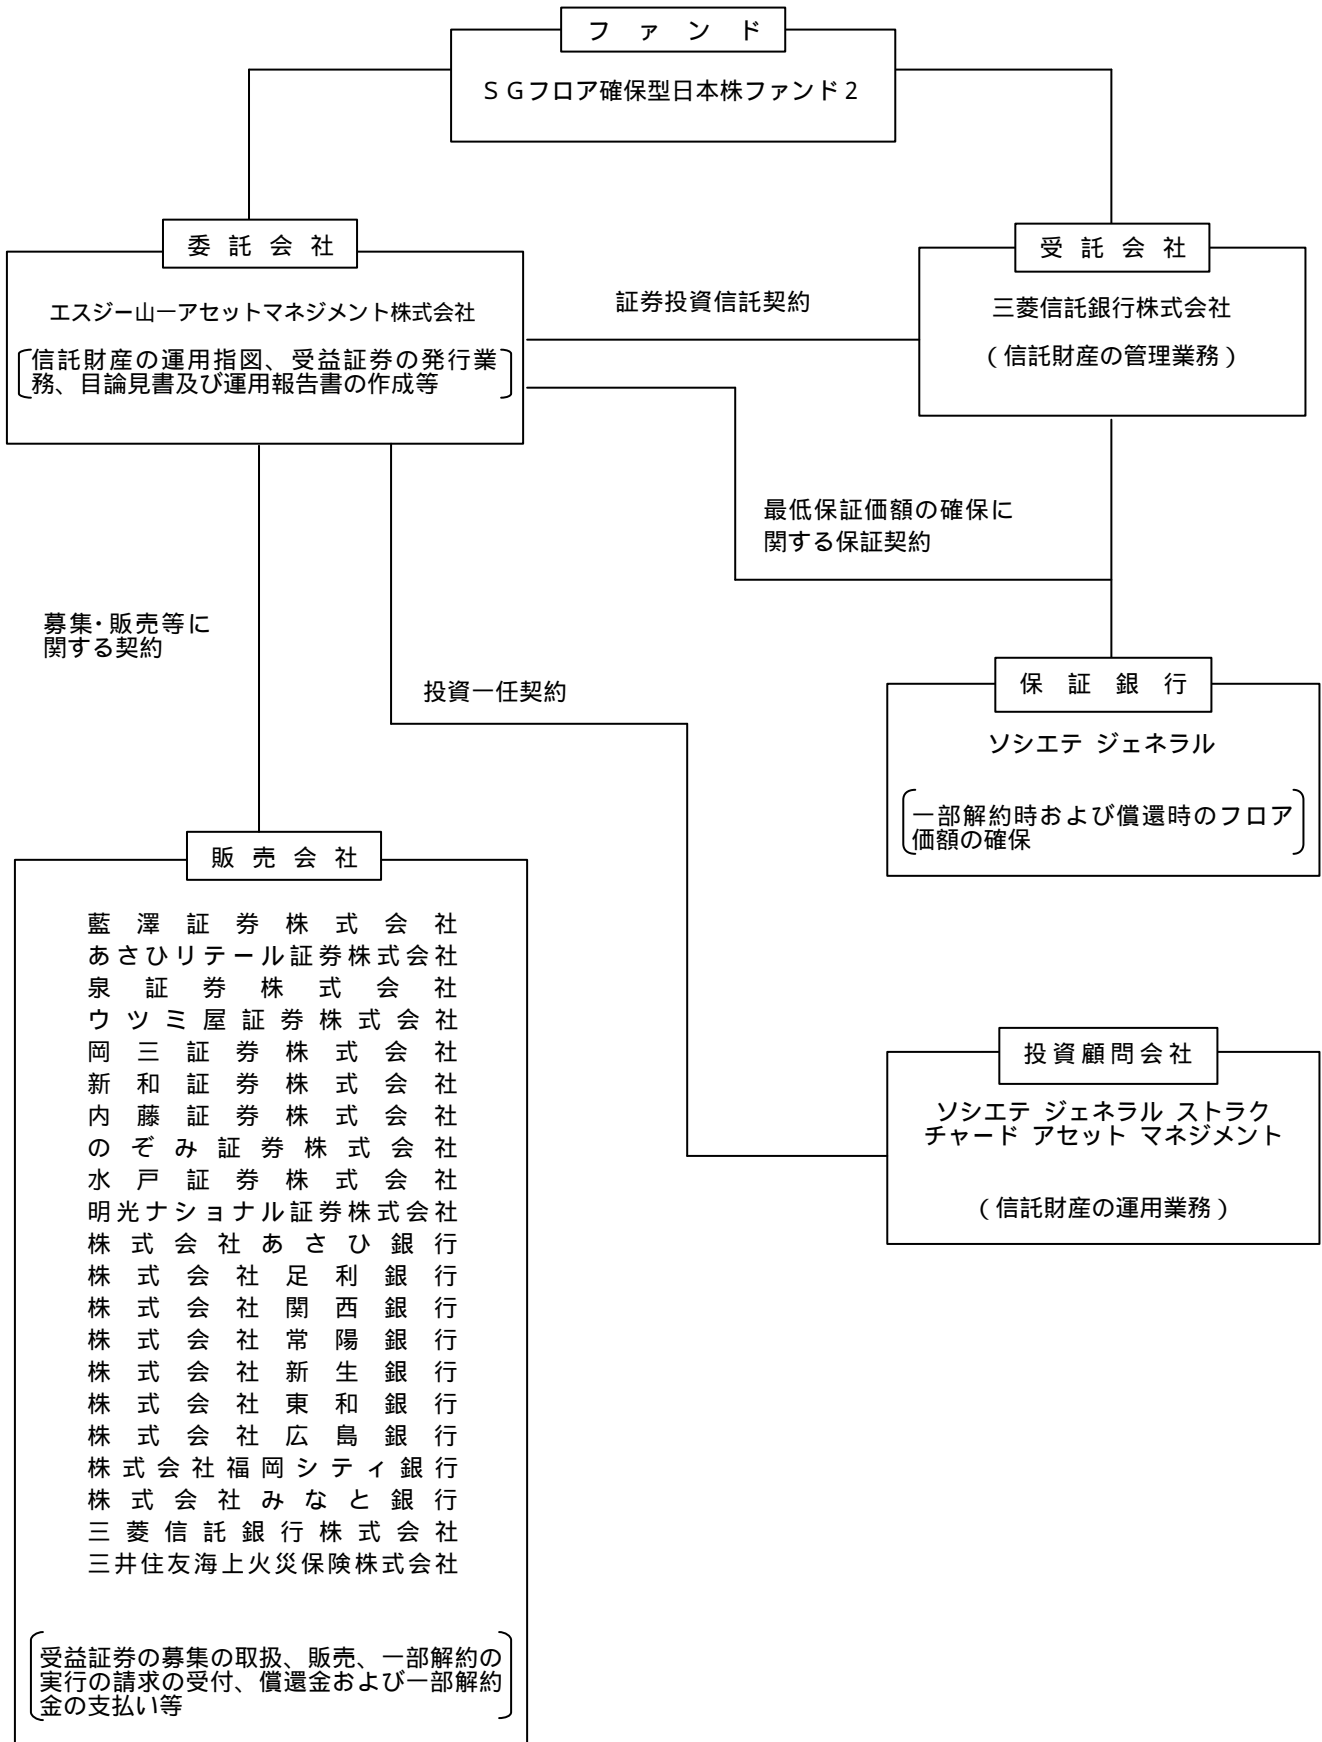 ファンド
ＳＧフロア確保型日本株ファンド２
委託会社
エスジー山一アセットマネジメント株式会社
信託財産の運用指図、受益証券の発行業
務、目論見書及び運用報告書の作成等
証券投資信託契約
受託会社
三菱信託銀行株式会社
（信託財産の管理業務）
最低保証価額の確保に
関する保証契約
募集・販売等に
関する契約
投資一任契約
保証銀行
ソシエテ ジェネラル
一部解約時および償還時のフロア
価額の確保
販売会社
藍澤証券株式会社
あさひリテール証券株式会社
泉証券株式会社
ウツミ屋証券株式会社
岡三証券株式会社
新和証券株式会社
内藤証券株式会社
のぞみ証券株式会社
水戸証券株式会社
明光ナショナル証券株式会社
株式会社あさひ銀行
株式会社足利銀行
株式会社関西銀行
株式会社常陽銀行
株式会社新生銀行
株式会社東和銀行
株式会社広島銀行
株式会社福岡シティ銀行
株式会社みなと銀行
三菱信託銀行株式会社
三井住友海上火災保険株式会社
受益証券の募集の取扱、販売、一部解約の
実行の請求の受付、償還金および一部解約
金の支払い等
投資顧問会社
ソシエテ ジェネラル ストラク
チャード アセット マネジメント
（信託財産の運用業務）